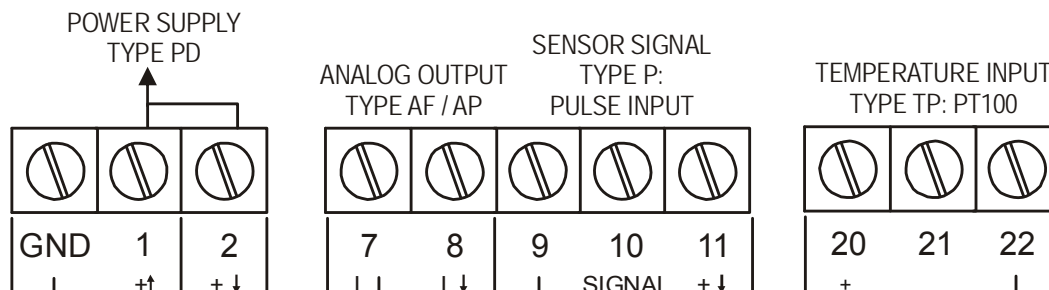 POWER SUPPLY
TYPE PD
ANALOG OUTPUT
TYPE AF / AP
SENSOR SIGNAL
TYPE P:
PULSE INPUT
TEMPERATURE INPUT
TYPE TP: PT100
GND 1 2 7 8 9 10 11 20 21 22
+ + SIGNAL + +